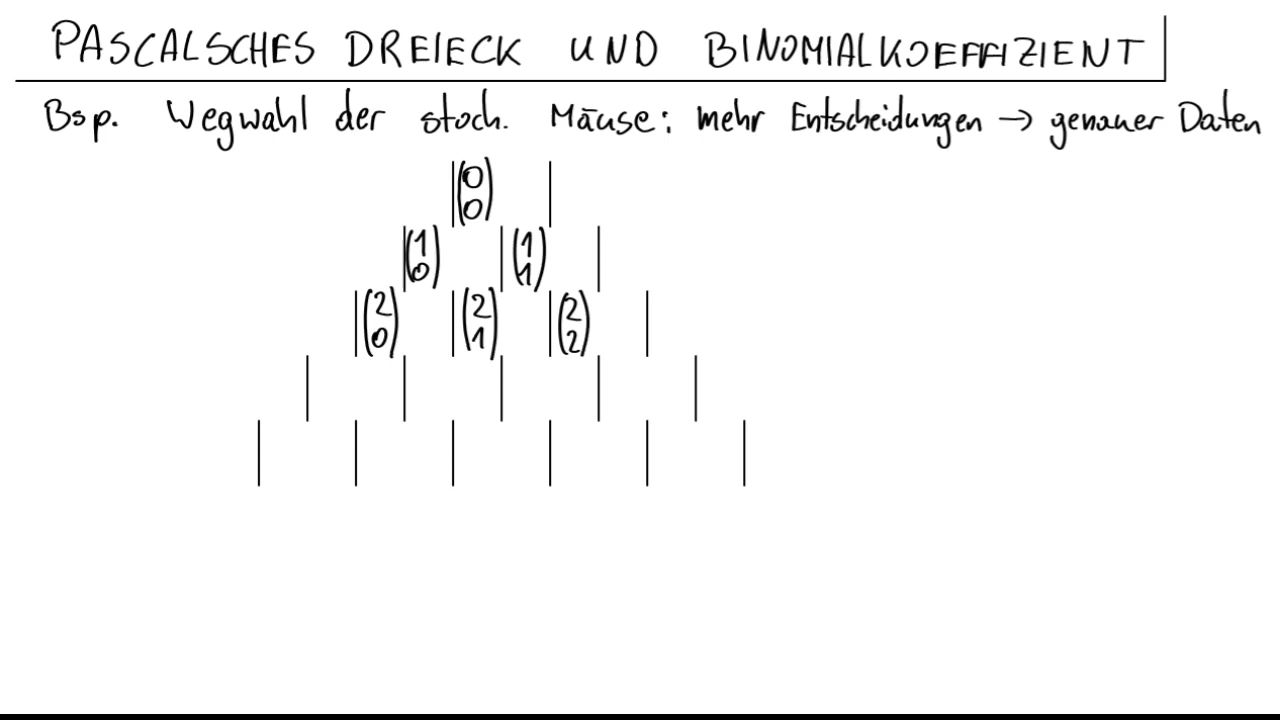 PASCALSCHES DREIECK UND BINOMIALKOEFFIZIENT
Bsp. Wegwahl der stoch. Mäuse: mehr Entscheidungen → genauer Daten
(0 0)
(1 0) (1 1)
(2 0) (2 1) (2 2)